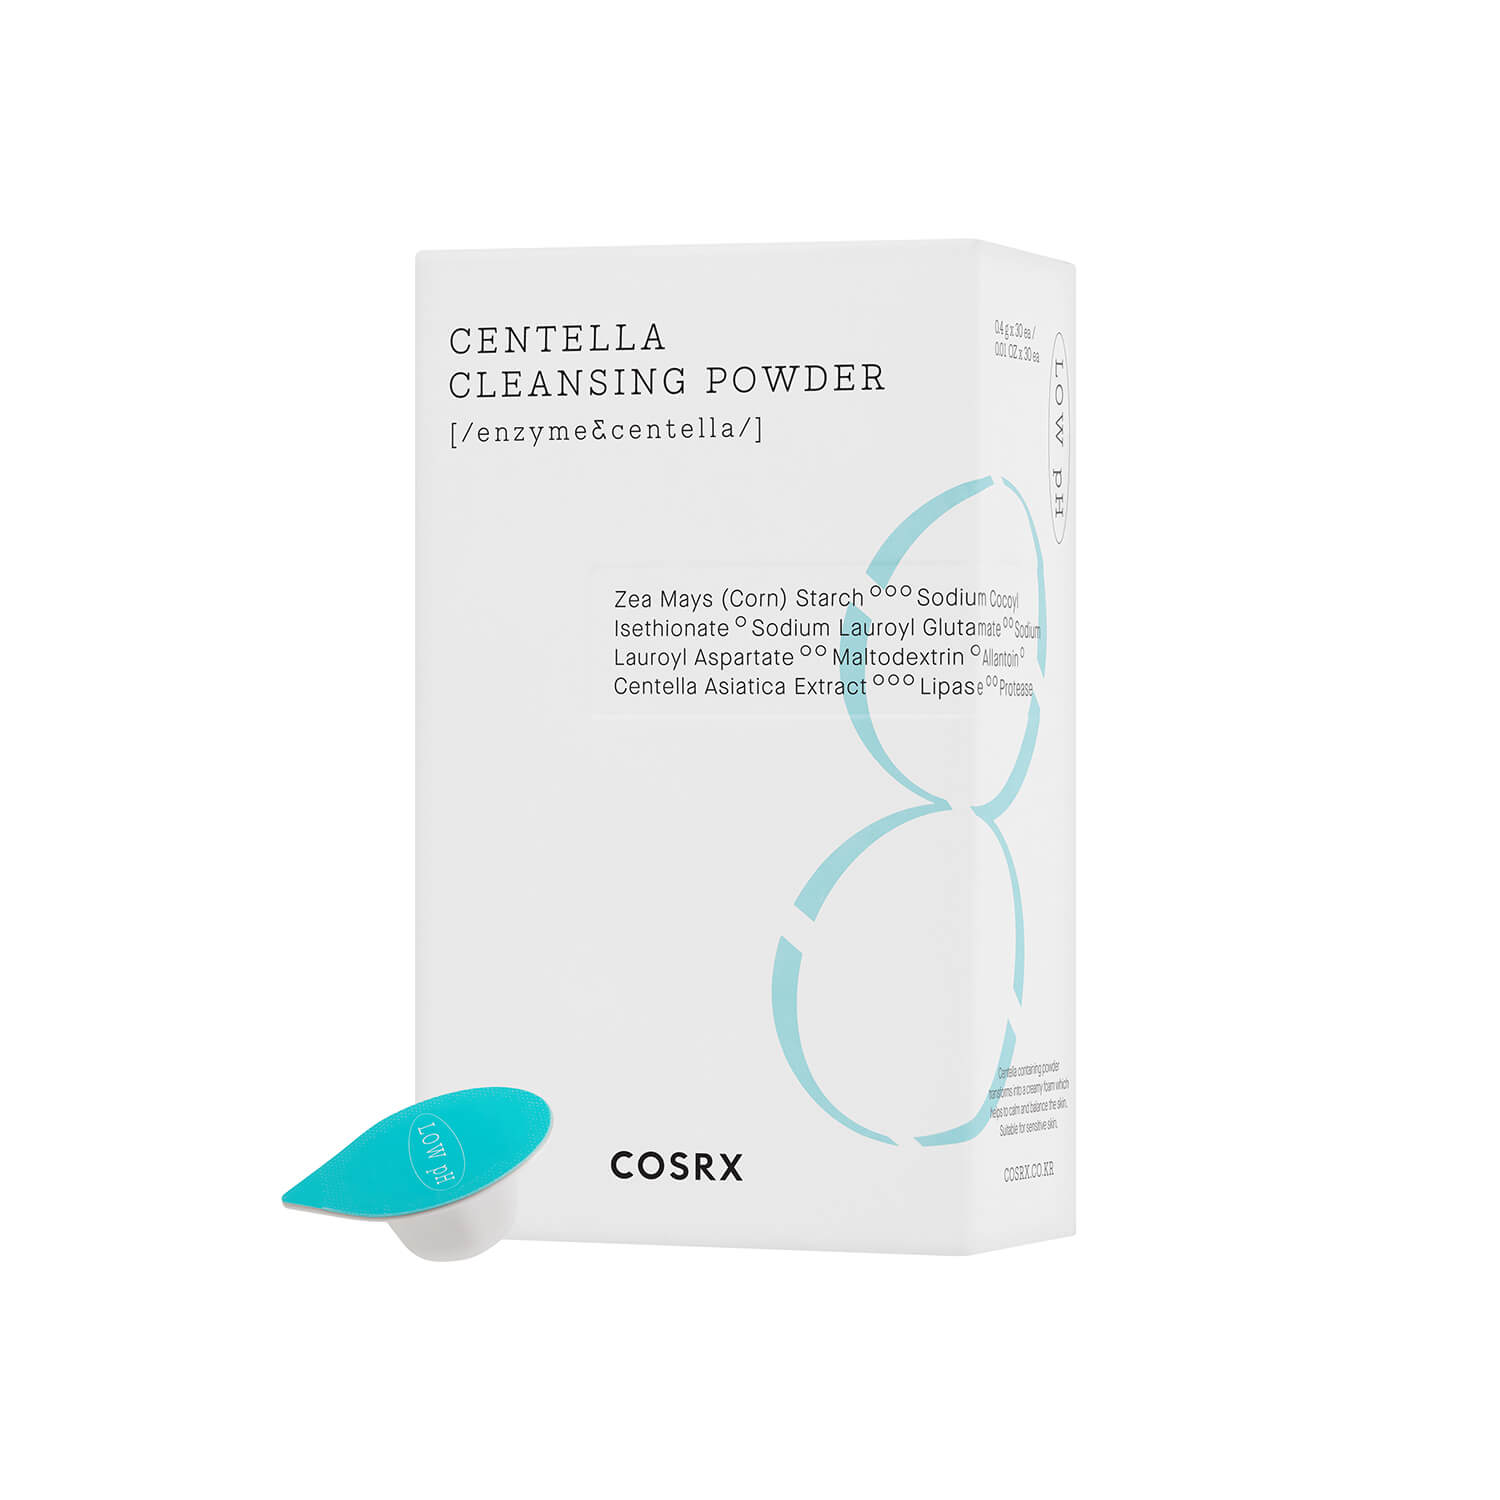 CENTELLA
CLEANSING POWDER
[/enzyme&centella/]
0.4 g x 30 ea /
0.01 OZ x 30 ea
LOW pH
Zea Mays (Corn) Starch °°° Sodium Cocoyl
Isethionate ° Sodium Lauroyl Glutamate °° Sodium
Lauroyl Aspartate °° Maltodextrin ° Allantoin °
Centella Asiatica Extract °°° Lipase °° Protease
Centella containing powder
transforms into a creamy foam which
helps to calm and balance the skin.
Suitable for sensitive skin.
COSRX
COSRX.CO.KR
LOW pH